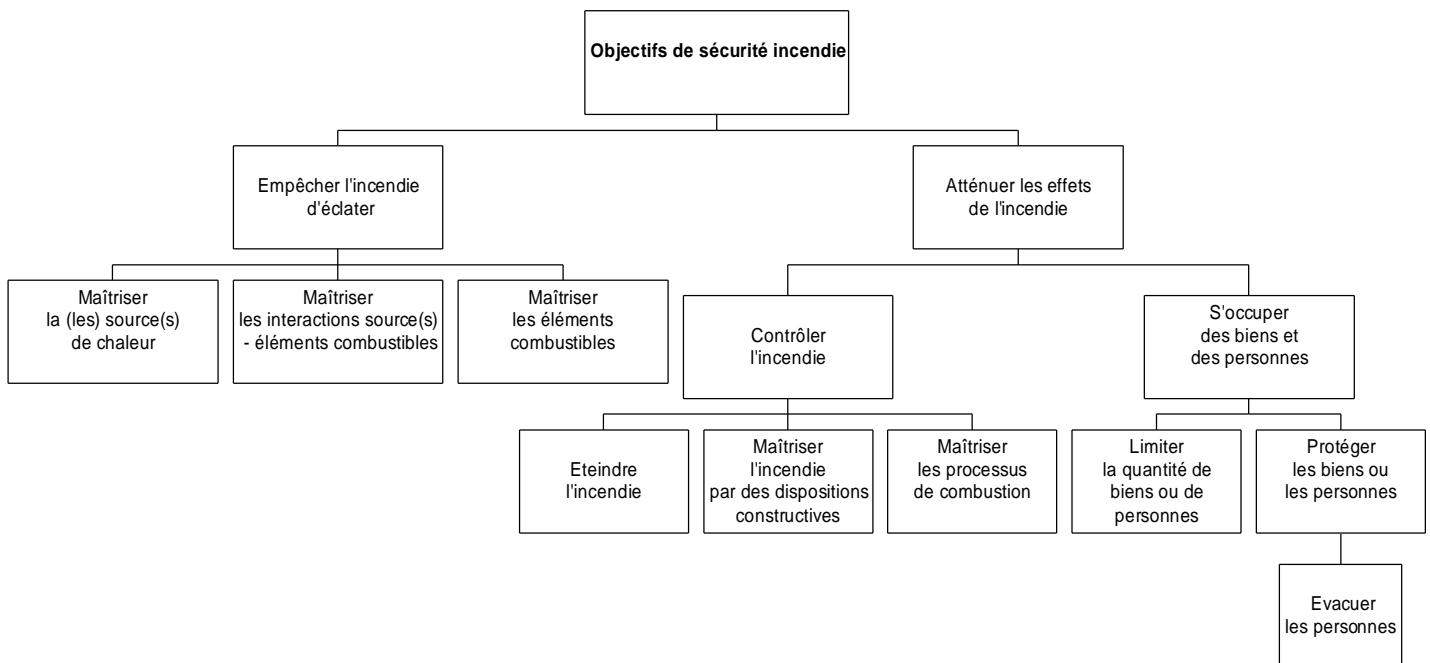 Objectifs de sécurité incendie
Empêcher l'incendie
d'éclater
Atténuer les effets
de l'incendie
Maîtriser
la (les) source(s)
de chaleur
Maîtriser
les interactions source(s)
- éléments combustibles
Maîtriser
les éléments
combustibles
Contrôler
l'incendie
S'occuper
des biens et
des personnes
Eteindre
l'incendie
Maîtriser
l'incendie
par des dispositions
constructives
Maîtriser
les processus
de combustion
Limiter
la quantité de
biens ou de
personnes
Protéger
les biens ou
les personnes
Evacuer
les personnes